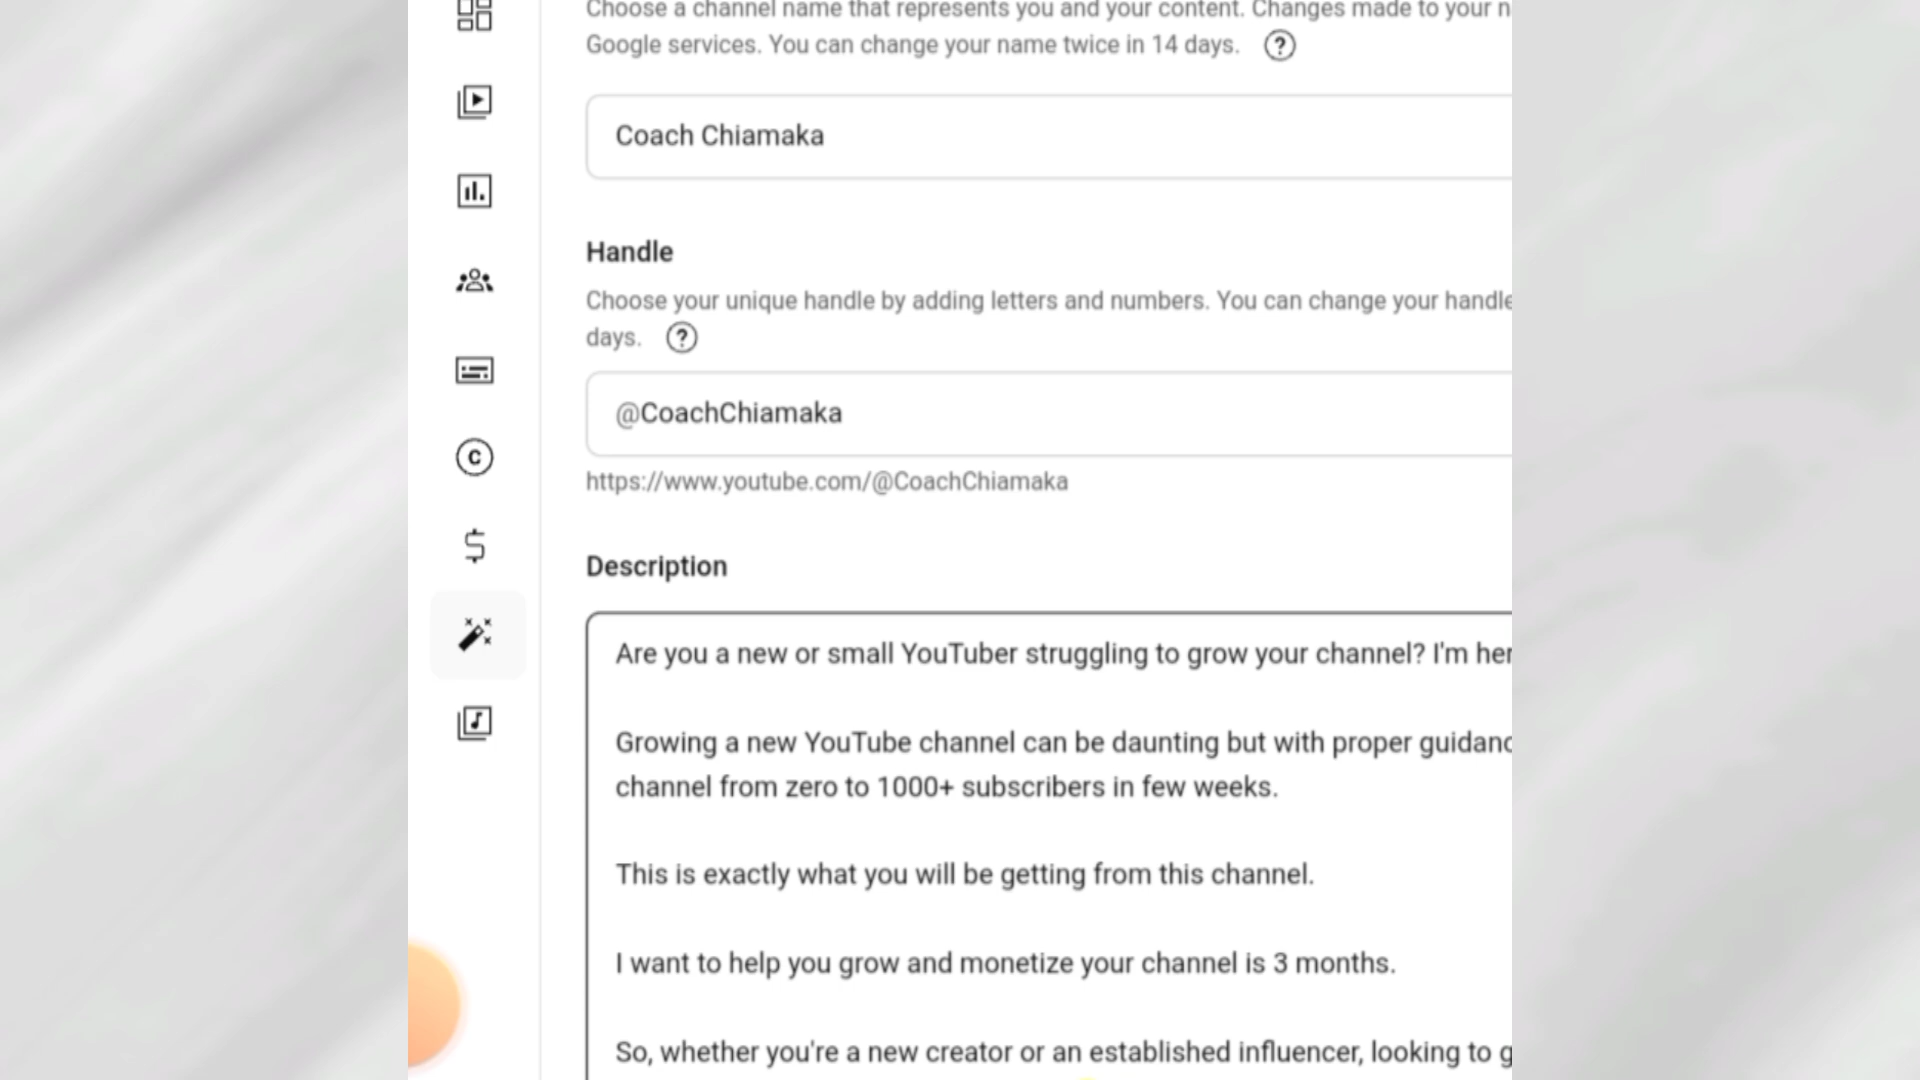 Choose a channel name that represents you and your content. Changes made to your n
Google services. You can change your name twice in 14 days.
Coach Chiamaka
Handle
Choose your unique handle by adding letters and numbers. You can change your handle
days.
@CoachChiamaka
https://www.youtube.com/@CoachChiamaka
Description
Are you a new or small YouTuber struggling to grow your channel? I'm her
Growing a new YouTube channel can be daunting but with proper guidanc
channel from zero to 1000+ subscribers in few weeks.
This is exactly what you will be getting from this channel.
I want to help you grow and monetize your channel is 3 months.
So, whether you're a new creator or an established influencer, looking to g